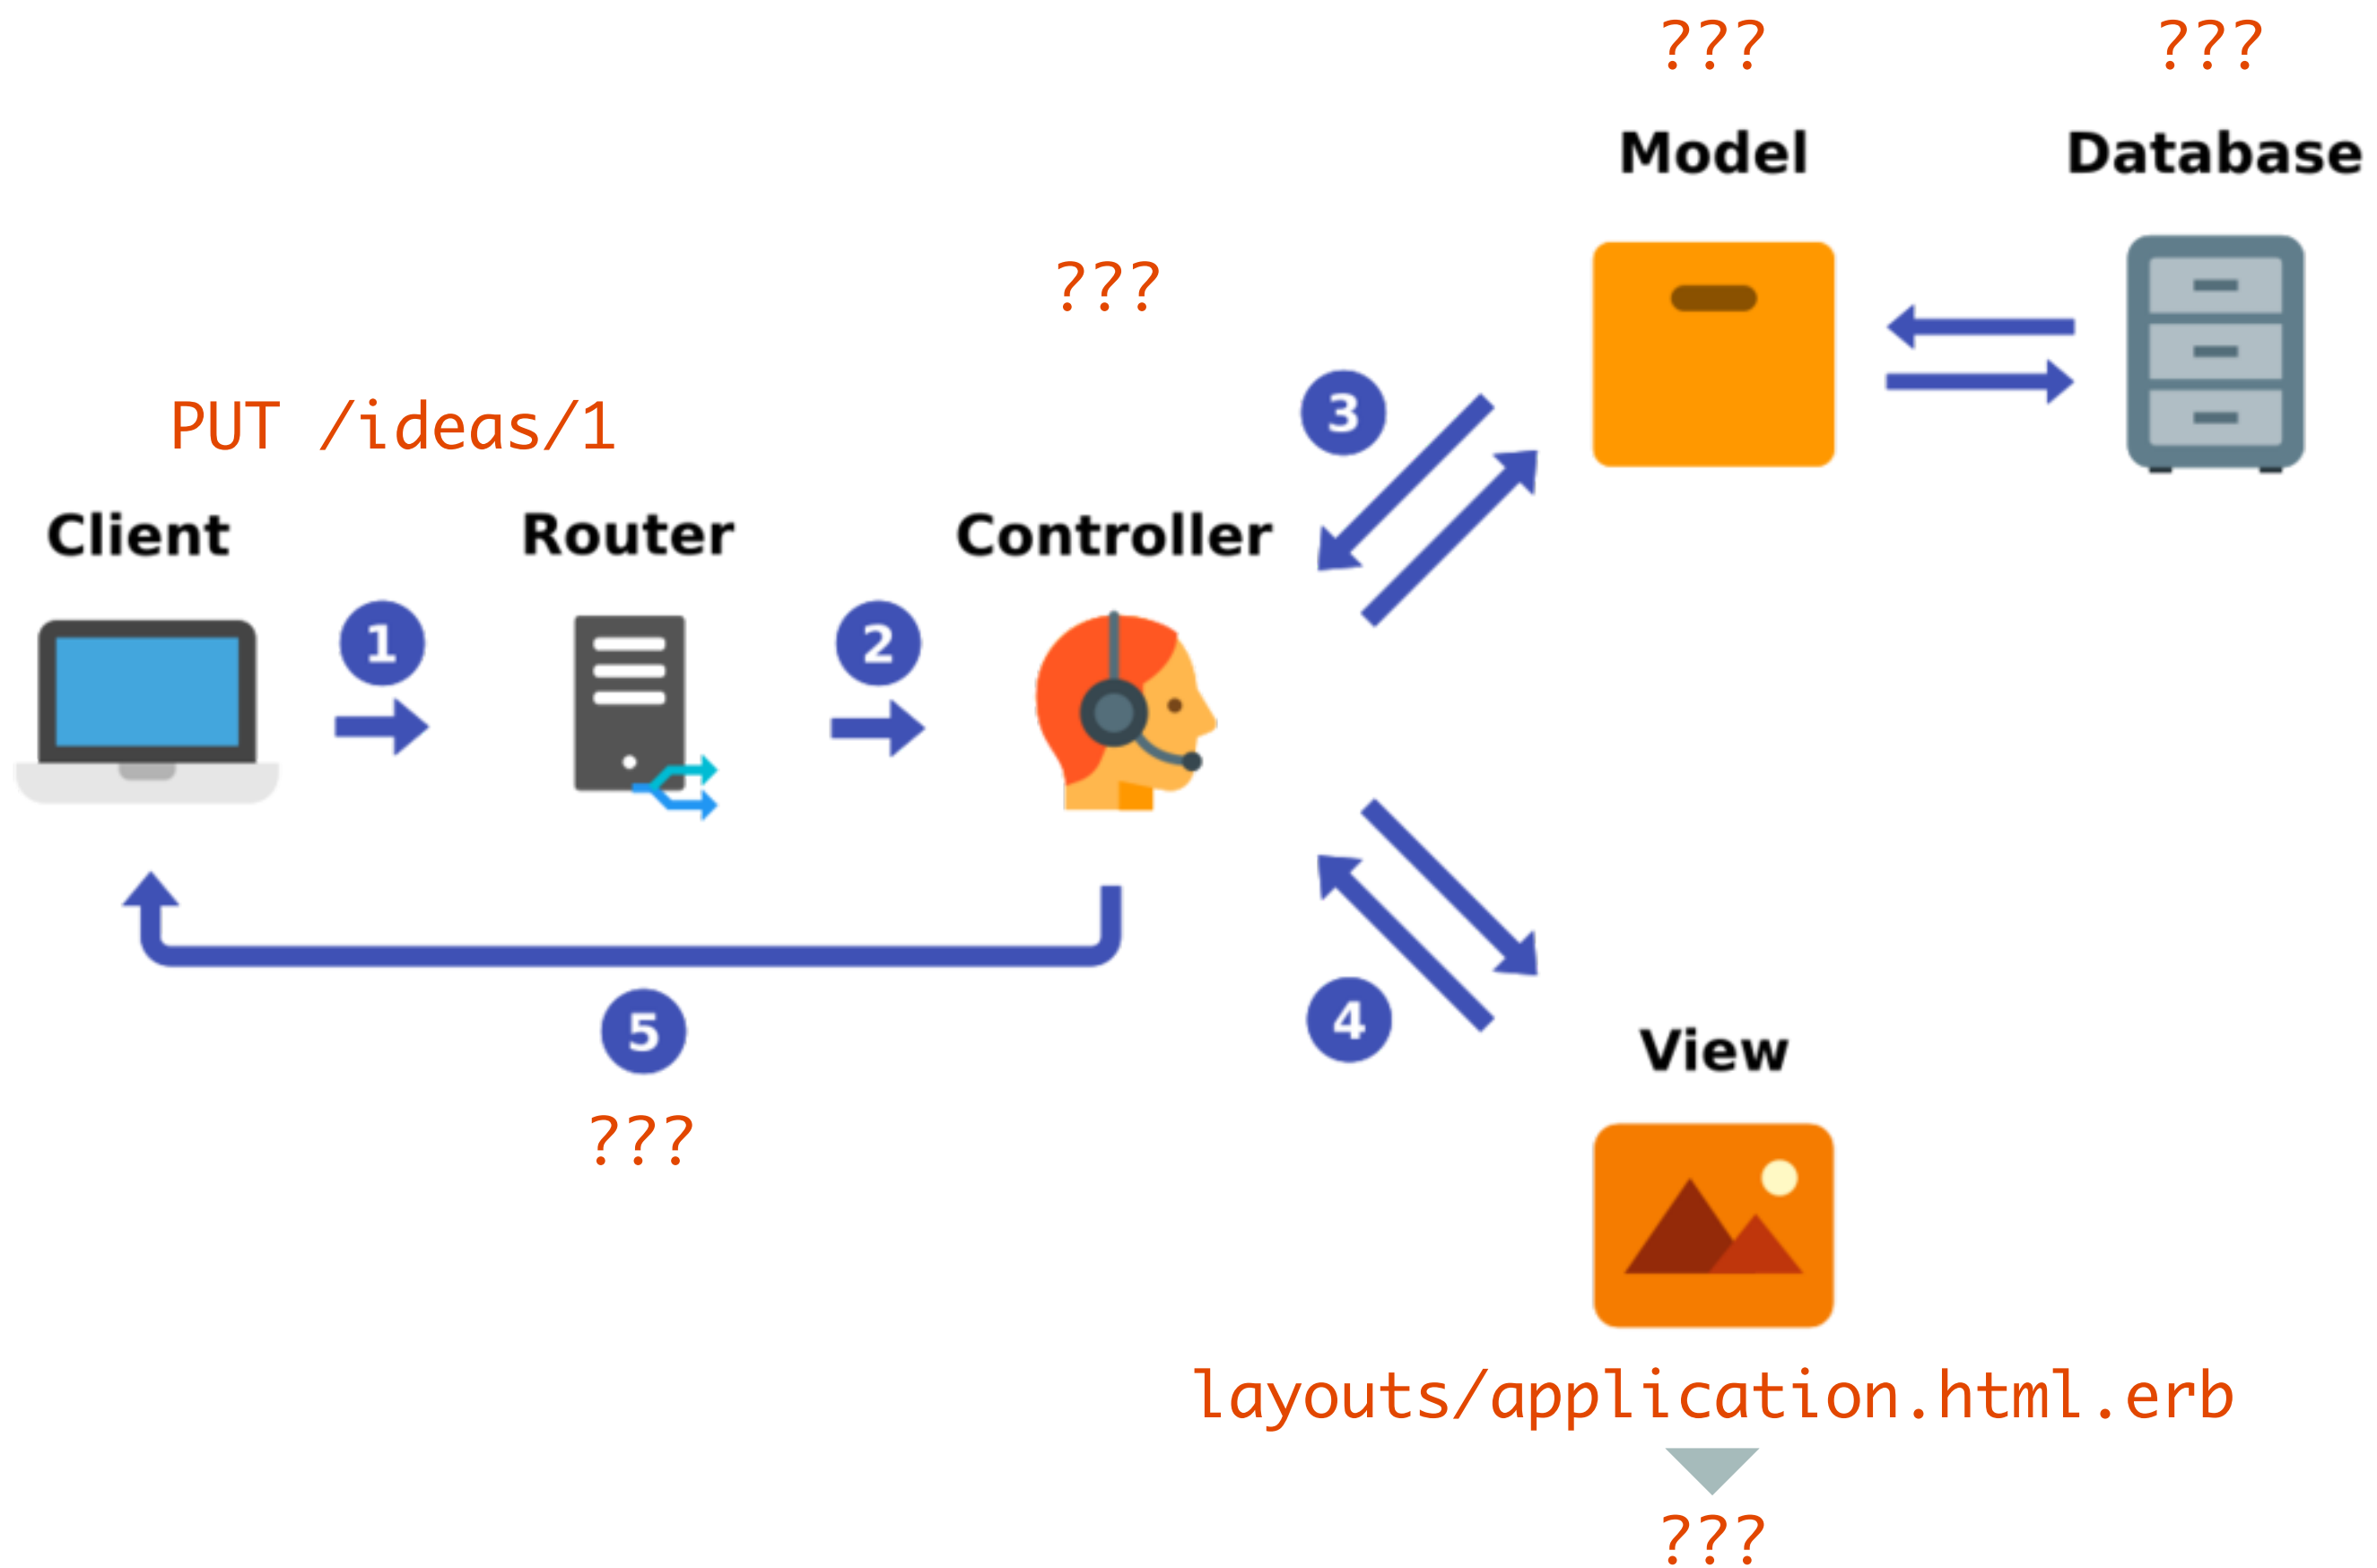 ??? ???
Model Database
???
3
PUT /ideas/1
Client Router Controller
1 2
5
4
???
View
layouts/application.html.erb
???